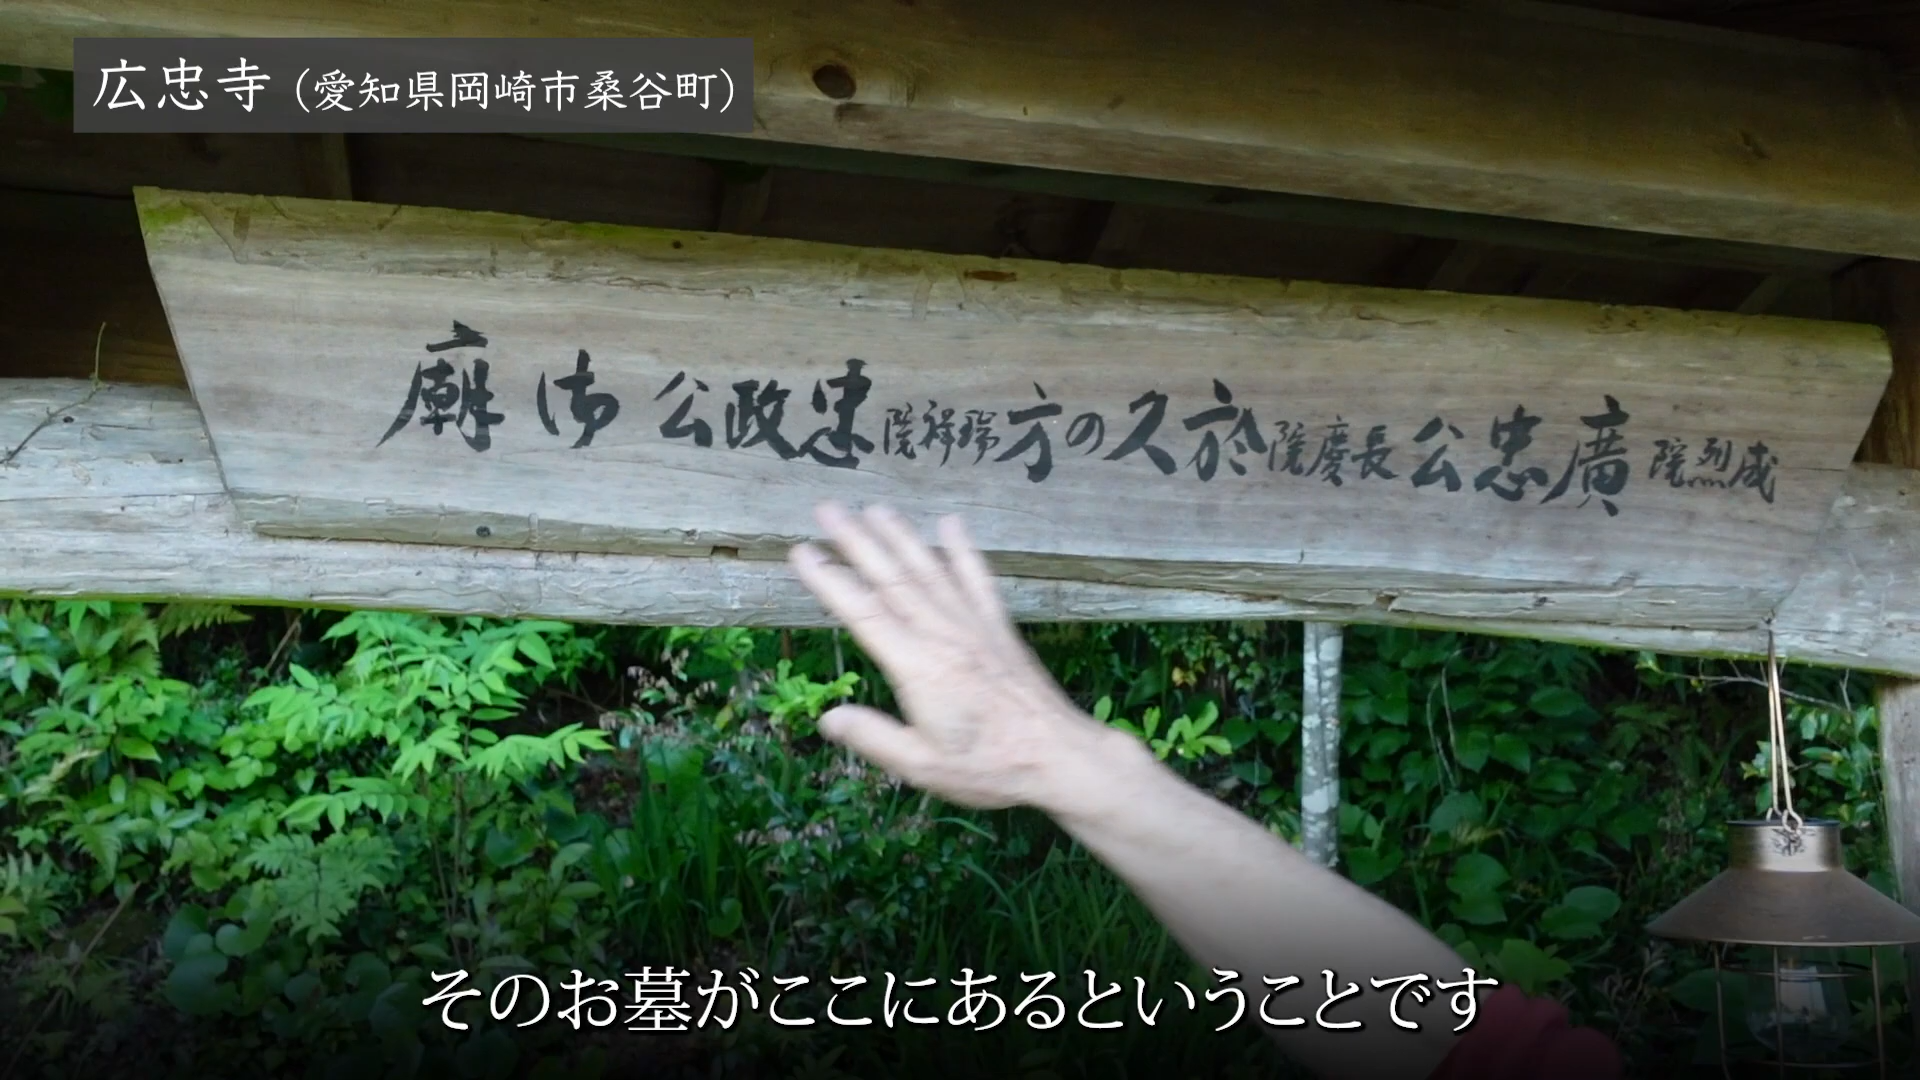 広忠寺（愛知県岡崎市桑谷町）
成烈院廣忠公長慶院於久の方瑞祥院忠政公御廟
そのお墓がここにあるということです